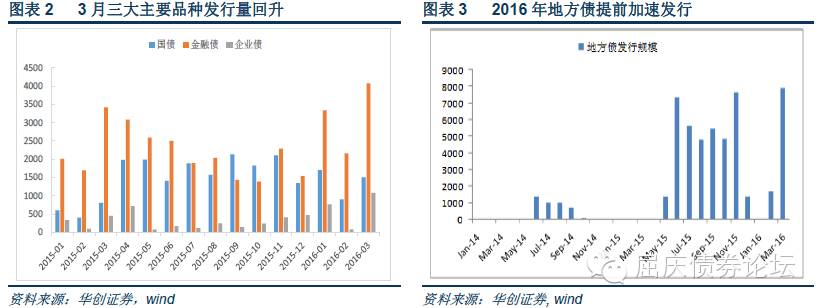 图表 2 3 月三大主要品种发行量回升
国债 金融债 企业债
4500
4000
3500
3000
2500
2000
1500
1000
500
0
2015-01 2015-02 2015-03 2015-04 2015-05 2015-06 2015-07 2015-08 2015-09 2015-10 2015-11 2015-12 2016-01 2016-02 2016-03
资料来源：华创证券，wind
图表 3 2016 年地方债提前加速发行
地方债发行规模
9000
8000
7000
6000
5000
4000
3000
2000
1000
0
Jan-14 Mar-14 May-14 Jul-14 Sep-14 Nov-14 Jan-15 Mar-15 May-15 Jul-15 Sep-15 Nov-15 Jan-16 Mar-16
屈庆债券论坛
资料来源：华创证券, wind